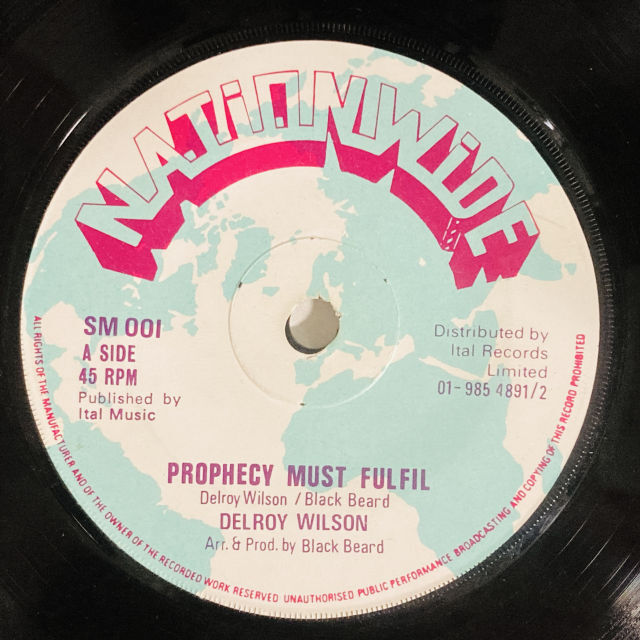 NATIONWIDE
SM 001
A SIDE
45 RPM
Published by
Ital Music
Distributed by
Ital Records
Limited
01-985 4891/2
PROPHECY MUST FULFIL
Delroy Wilson / Black Beard
DELROY WILSON
Arr. & Prod. by Black Beard
ALL RIGHTS OF THE MANUFACTURER AND OF THE OWNER OF THE RECORDED WORK RESERVED UNAUTHORISED PUBLIC PERFORMANCE BROADCASTING AND COPYING OF THIS RECORD PROHIBITED